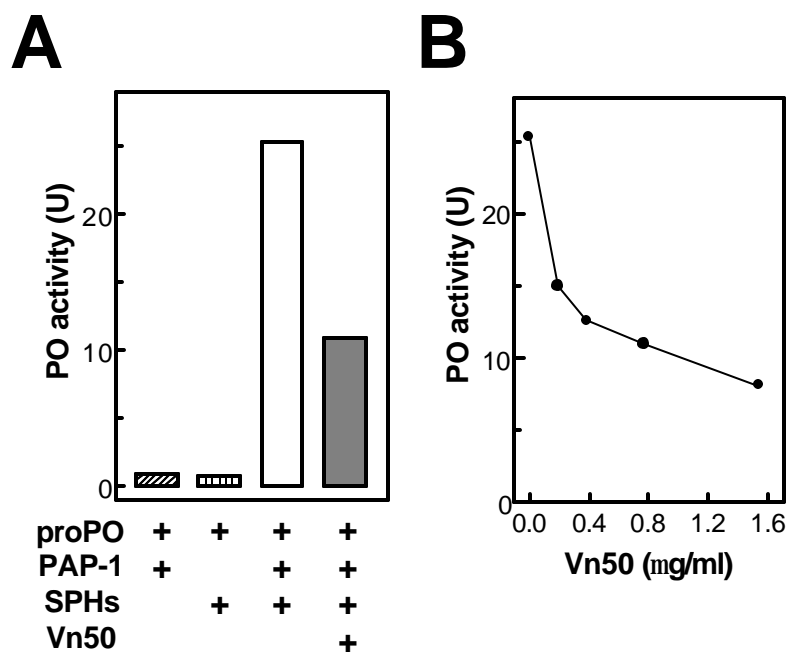 A
B
PO activity (U)
20
10
0
proPO + + + +
PAP-1 + + +
SPHs + + +
Vn50 +
PO activity (U)
20
10
0
0.0 0.4 0.8 1.2 1.6
Vn50 (mg/ml)